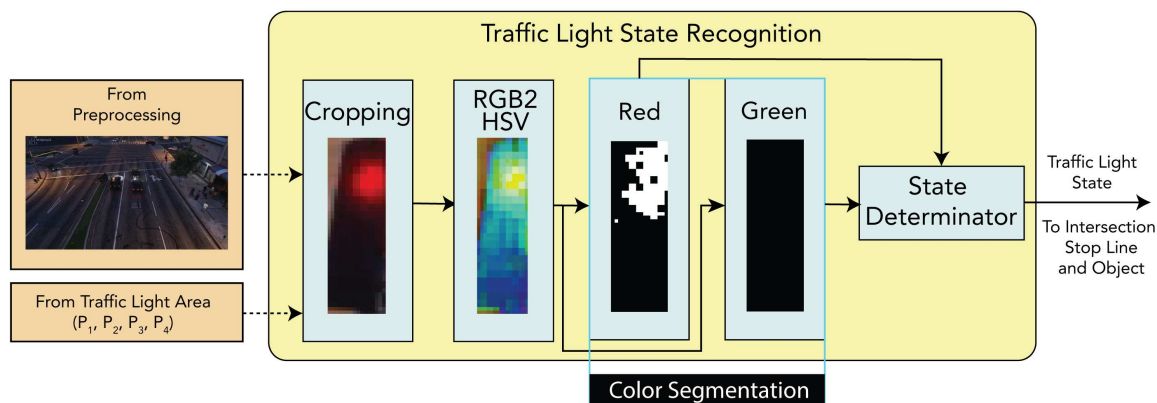 Traffic Light State Recognition
From
Preprocessing
Cropping
RGB2
HSV
Red
Green
State
Determinator
Traffic Light
State
To Intersection
Stop Line
and Object
From Traffic Light Area
(P₁, P₂, P₃, P₄)
Color Segmentation